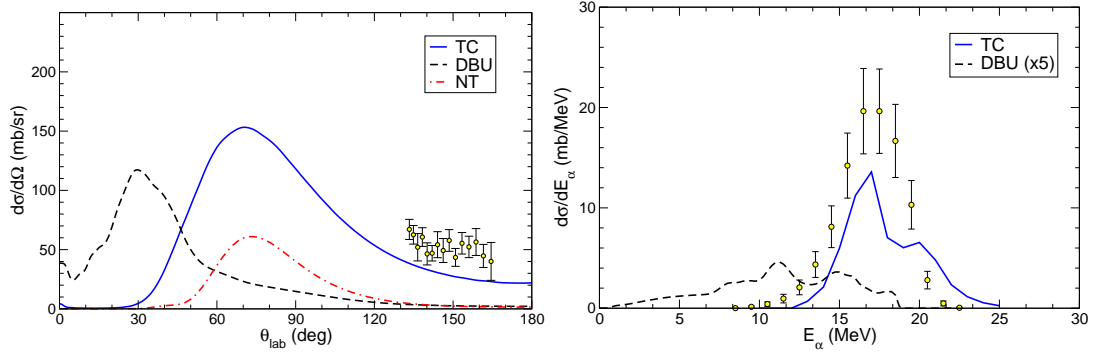 dσ/dΩ (mb/sr)
200
150
100
50
0
0
30
60
90
120
150
180
θlab (deg)
TC
DBU
NT
dσ/dEα (mb/MeV)
30
20
10
0
0
5
10
15
20
25
30
Eα (MeV)
TC
DBU (x5)